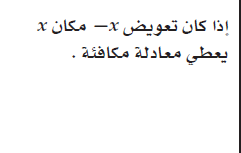 إذا كان تعويض x− مكان x
يعطي معادلة مكافئة .